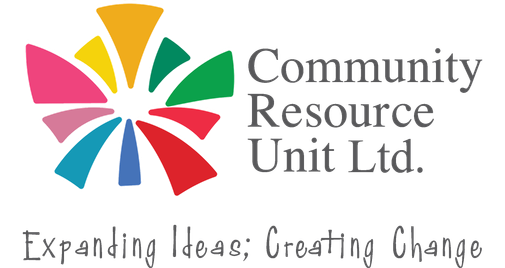 Community
Resource
Unit Ltd.
Expanding Ideas; Creating Change